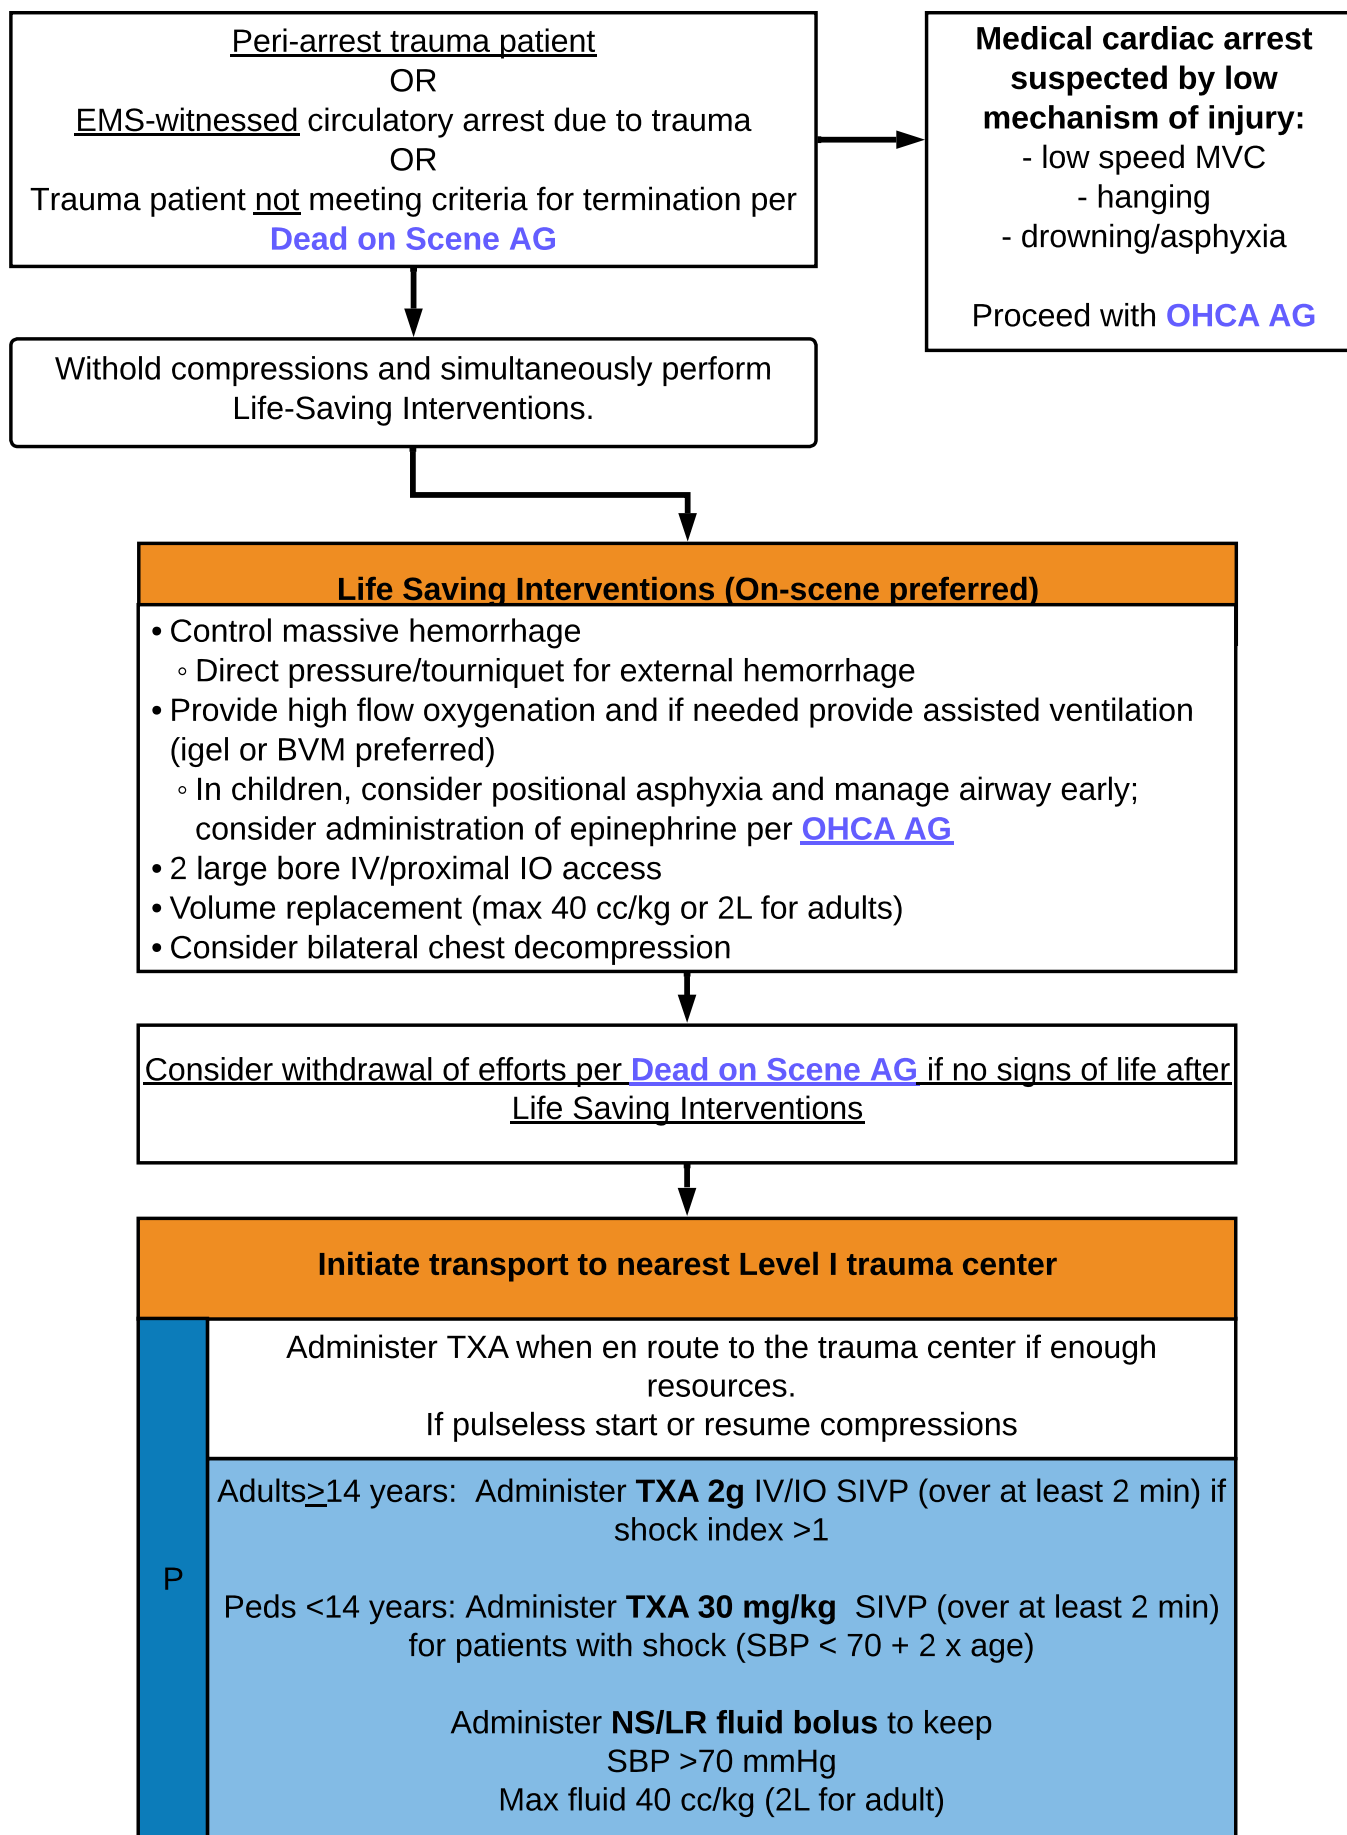 Peri-arrest trauma patient
OR
EMS-witnessed circulatory arrest due to trauma
OR
Trauma patient not meeting criteria for termination per
Dead on Scene AG
Medical cardiac arrest
suspected by low
mechanism of injury:
- low speed MVC
- hanging
- drowning/asphyxia
Proceed with OHCA AG
Withold compressions and simultaneously perform
Life-Saving Interventions.
Life Saving Interventions (On-scene preferred)
• Control massive hemorrhage
◦ Direct pressure/tourniquet for external hemorrhage
• Provide high flow oxygenation and if needed provide assisted ventilation
(igel or BVM preferred)
◦ In children, consider positional asphyxia and manage airway early;
consider administration of epinephrine per OHCA AG
• 2 large bore IV/proximal IO access
• Volume replacement (max 40 cc/kg or 2L for adults)
• Consider bilateral chest decompression
Consider withdrawal of efforts per Dead on Scene AG if no signs of life after
Life Saving Interventions
Initiate transport to nearest Level I trauma center
Administer TXA when en route to the trauma center if enough
resources.
If pulseless start or resume compressions
P
Adults>14 years: Administer TXA 2g IV/IO SIVP (over at least 2 min) if
shock index >1
Peds <14 years: Administer TXA 30 mg/kg SIVP (over at least 2 min)
for patients with shock (SBP < 70 + 2 x age)
Administer NS/LR fluid bolus to keep
SBP >70 mmHg
Max fluid 40 cc/kg (2L for adult)